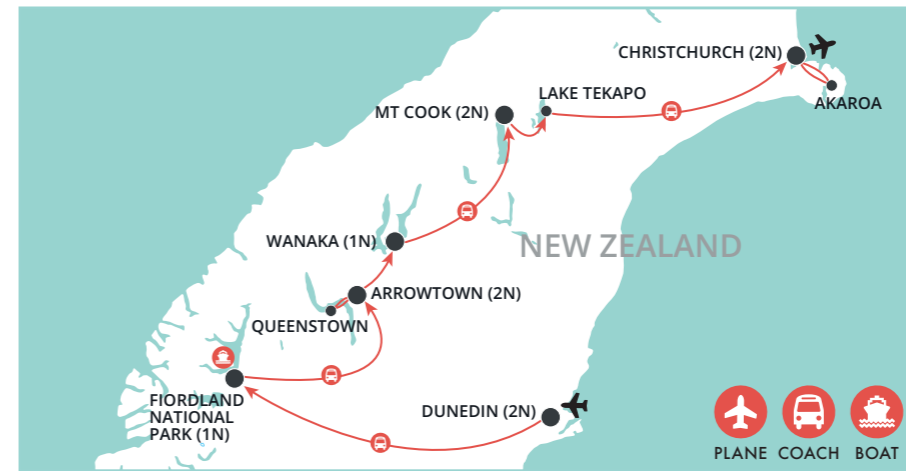 CHRISTCHURCH (2N)
LAKE TEKAPO
AKAROA
MT COOK (2N)
WANAKA (1N)
NEW ZEALAND
ARROWTOWN (2N)
QUEENSTOWN
FIORDLAND
NATIONAL
PARK (1N)
DUNEDIN (2N)
PLANE COACH BOAT